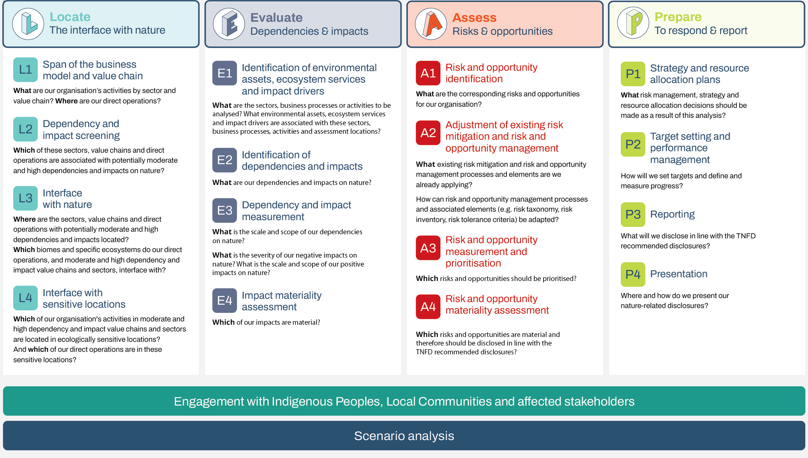 L
Locate
The interface with nature
L1
Span of the business
model and value chain
What are our organisation's activities by sector and
value chain? Where are our direct operations?
L2
Dependency and
impact screening
Which of these sectors, value chains and direct
operations are associated with potentially moderate
and high dependencies and impacts on nature?
L3
Interface
with nature
Where are the sectors, value chains and direct
operations with potentially moderate and high
dependencies and impacts located?
Which biomes and specific ecosystems do our direct
operations, and moderate and high dependency and
impact value chains and sectors, interface with?
L4
Interface with
sensitive locations
Which of our organisation's activities in moderate and
high dependency and impact value chains and sectors
are located in ecologically sensitive locations?
And which of our direct operations are in these
sensitive locations?
E
Evaluate
Dependencies & impacts
E1
Identification of environmental
assets, ecosystem services
and impact drivers
What are the sectors, business processes or activities to be
analysed? What environmental assets, ecosystem services
and impact drivers are associated with these sectors,
business processes, activities and assessment locations?
E2
Identification of
dependencies and impacts
What are our dependencies and impacts on nature?
E3
Dependency and impact
measurement
What is the scale and scope of our dependencies
on nature?
What is the severity of our negative impacts on
nature? What is the scale and scope of our positive
impacts on nature?
E4
Impact materiality
assessment
Which of our impacts are material?
A
Assess
Risks & opportunities
A1
Risk and opportunity
identification
What are the corresponding risks and opportunities
for our organisation?
A2
Adjustment of existing risk
mitigation and risk and
opportunity management
What existing risk mitigation and risk and opportunity
management processes and elements are we
already applying?
How can risk and opportunity management processes
and associated elements (e.g. risk taxonomy, risk
inventory, risk tolerance criteria) be adapted?
A3
Risk and opportunity
measurement and
prioritisation
Which risks and opportunities should be prioritised?
A4
Risk and opportunity
materiality assessment
Which risks and opportunities are material and
therefore should be disclosed in line with the
TNFD recommended disclosures?
P
Prepare
To respond & report
P1
Strategy and resource
allocation plans
What risk management, strategy and
resource allocation decisions should be
made as a result of this analysis?
P2
Target setting and
performance
management
How will we set targets and define and
measure progress?
P3
Reporting
What will we disclose in line with the TNFD
recommended disclosures?
P4
Presentation
Where and how do we present our
nature-related disclosures?
Engagement with Indigenous Peoples, Local Communities and affected stakeholders
Scenario analysis